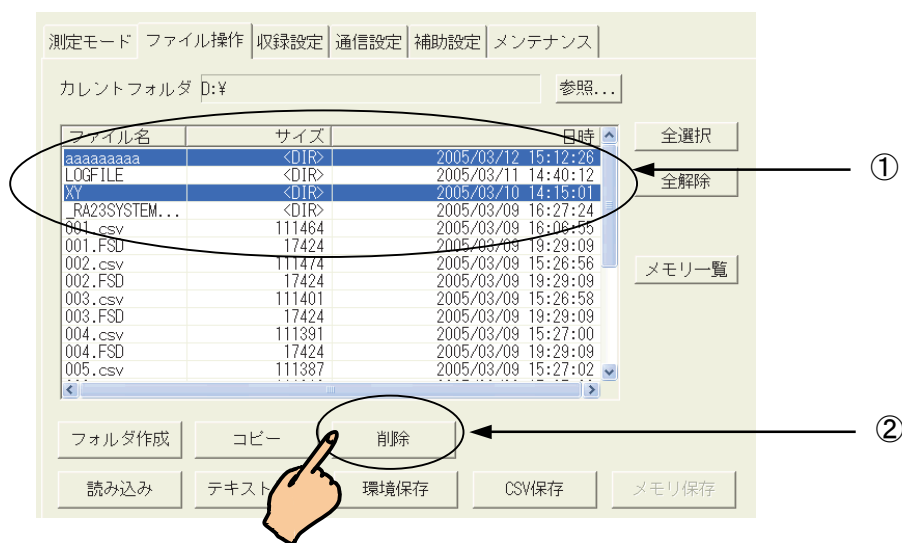 測定モード ファイル操作 収録設定 通信設定 補助設定 メンテナンス
カレントフォルダ D:¥ 参照...
ファイル名 サイズ 日時
全選択
aaaaaaaaa <DIR> 2005/03/12 15:12:26
①
LOGFILE <DIR> 2005/03/11 14:40:12
全解除
XY <DIR> 2005/03/10 14:15:01
_RA23SYSTEM... <DIR> 2005/03/09 16:27:24
001.csv 111464 2005/03/09 16:06:55
001.FSD 17424 2005/03/09 19:29:09
002.csv 111474 2005/03/09 15:26:56
メモリ一覧
002.FSD 17424 2005/03/09 19:29:09
003.csv 111401 2005/03/09 15:26:58
003.FSD 17424 2005/03/09 19:29:09
004.csv 111391 2005/03/09 15:27:00
004.FSD 17424 2005/03/09 19:29:09
005.csv 111387 2005/03/09 15:27:02
フォルダ作成 コピー 削除
②
読み込み テキスト 環境保存 CSV保存 メモリ保存